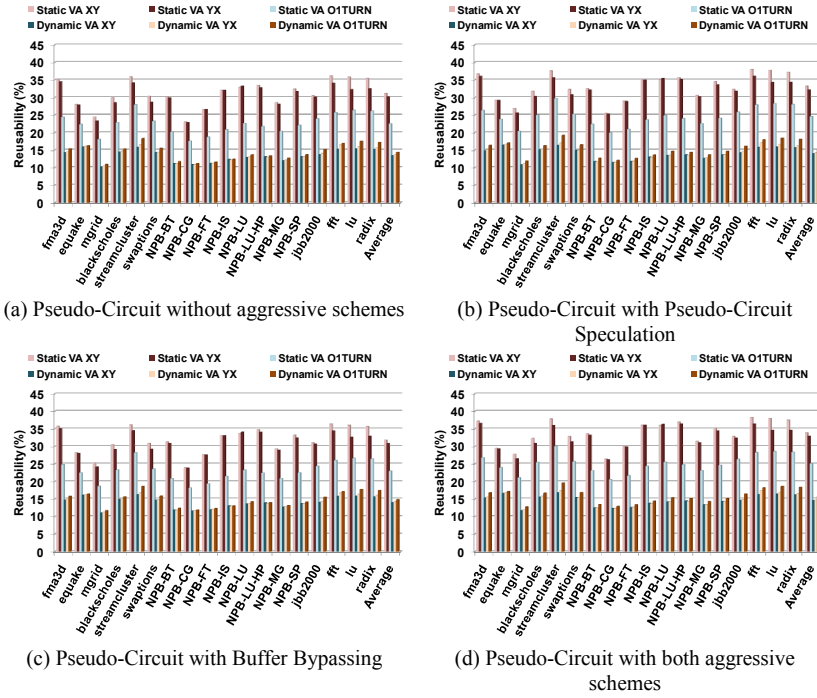 Static VA XY Static VA YX Static VA O1TURN
Dynamic VA XY Dynamic VA YX Dynamic VA O1TURN
Reusability (%)
45
40
35
30
25
20
15
10
5
0
fma3d
equake
mgrid
blackscholes
streamcluster
swaptions
NPB-BT
NPB-CG
NPB-FT
NPB-IS
NPB-LU
NPB-LU-HP
NPB-MG
NPB-SP
jbb2000
fft
lu
radix
Average
(a) Pseudo-Circuit without aggressive schemes
Static VA XY Static VA YX Static VA O1TURN
Dynamic VA XY Dynamic VA YX Dynamic VA O1TURN
Reusability (%)
45
40
35
30
25
20
15
10
5
0
fma3d
equake
mgrid
blackscholes
streamcluster
swaptions
NPB-BT
NPB-CG
NPB-FT
NPB-IS
NPB-LU
NPB-LU-HP
NPB-MG
NPB-SP
jbb2000
fft
lu
radix
Average
(b) Pseudo-Circuit with Pseudo-Circuit
Speculation
Static VA XY Static VA YX Static VA O1TURN
Dynamic VA XY Dynamic VA YX Dynamic VA O1TURN
Reusability (%)
45
40
35
30
25
20
15
10
5
0
fma3d
equake
mgrid
blackscholes
streamcluster
swaptions
NPB-BT
NPB-CG
NPB-FT
NPB-IS
NPB-LU
NPB-LU-HP
NPB-MG
NPB-SP
jbb2000
fft
lu
radix
Average
(c) Pseudo-Circuit with Buffer Bypassing
Static VA XY Static VA YX Static VA O1TURN
Dynamic VA XY Dynamic VA YX Dynamic VA O1TURN
Reusability (%)
45
40
35
30
25
20
15
10
5
0
fma3d
equake
mgrid
blackscholes
streamcluster
swaptions
NPB-BT
NPB-CG
NPB-FT
NPB-IS
NPB-LU
NPB-LU-HP
NPB-MG
NPB-SP
jbb2000
fft
lu
radix
Average
(d) Pseudo-Circuit with both aggressive
schemes